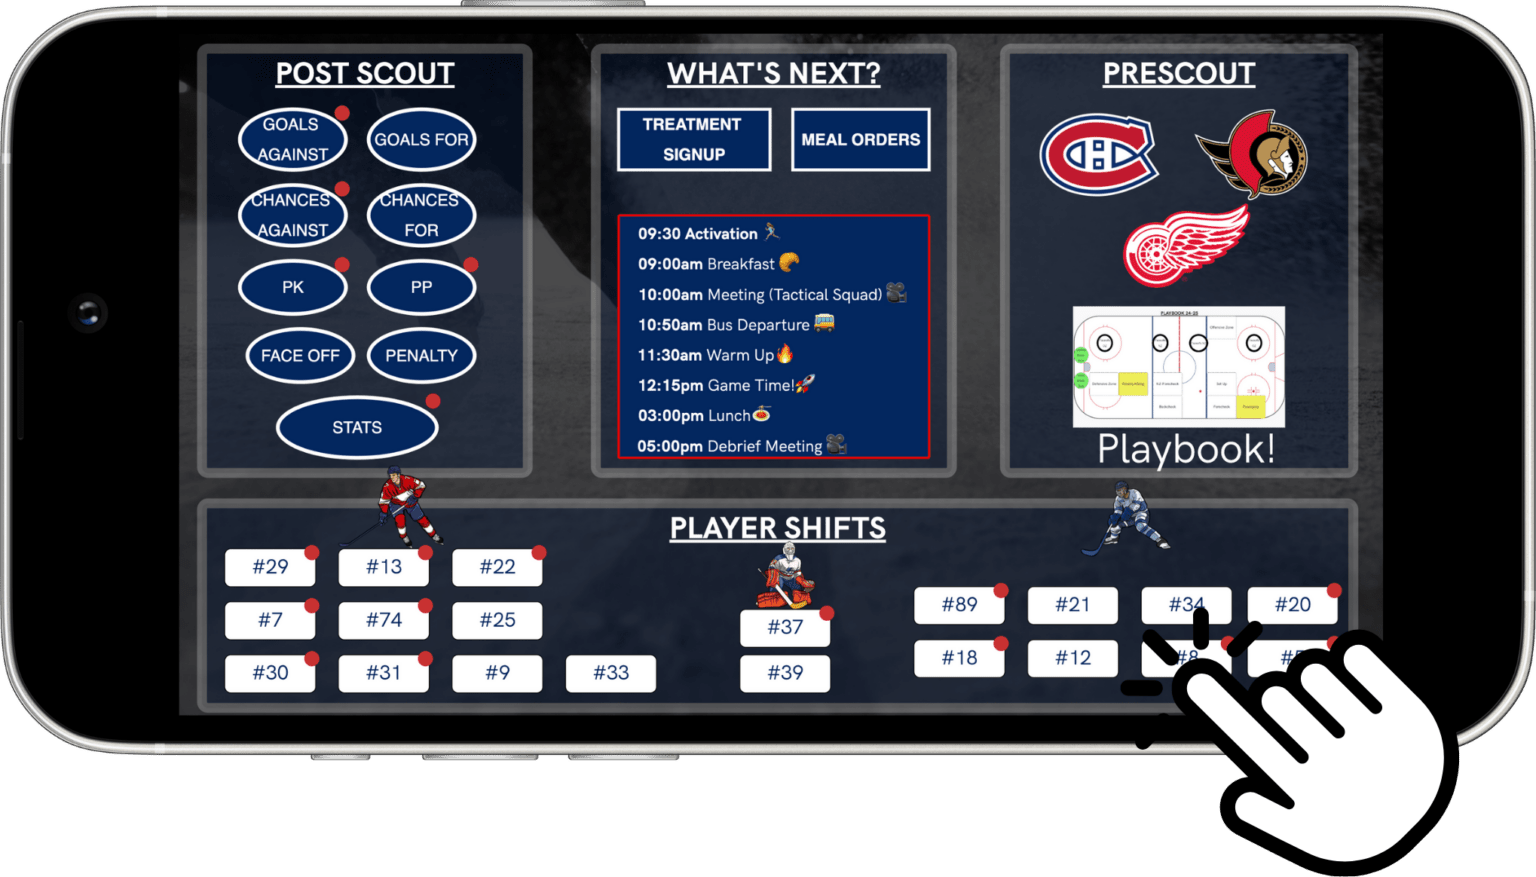 POST SCOUT
GOALS
AGAINST
GOALS FOR
CHANCES
AGAINST
CHANCES
FOR
PK
PP
FACE OFF
PENALTY
STATS
WHAT'S NEXT?
TREATMENT
SIGNUP
MEAL ORDERS
09:30 Activation
09:00am Breakfast
10:00am Meeting (Tactical Squad)
10:50am Bus Departure
11:30am Warm Up
12:15pm Game Time!
03:00pm Lunch
05:00pm Debrief Meeting
PRESCOUT
PLAYBOOK 24-25
Playbook!
PLAYER SHIFTS
#29 #13 #22
#7 #74 #25
#30 #31 #9 #33
#37
#39
#89 #21 #34 #20
#18 #12 #8